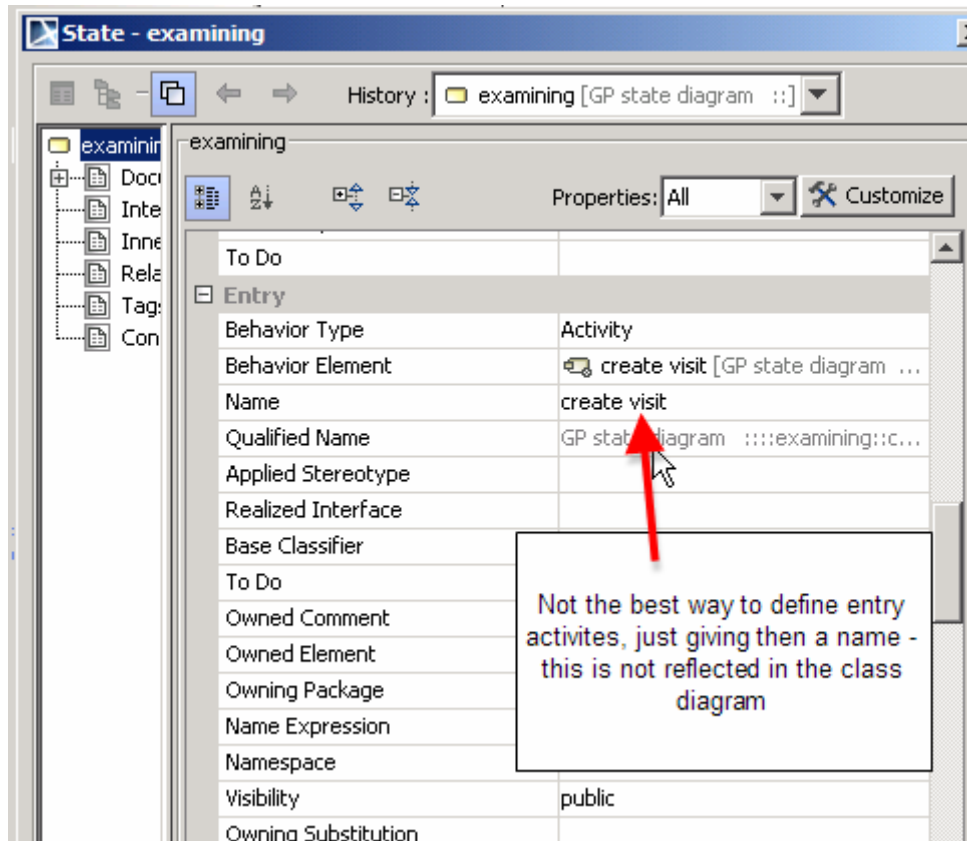 State - examining
History : examining [GP state diagram ::]
examinin
Docu
Inte
Inne
Rela
Tags
Con
examining
Properties: All Customize
To Do
Entry
Behavior Type Activity
Behavior Element create visit [GP state diagram ...
Name create visit
Qualified Name GP state diagram ::::examining::c...
Applied Stereotype
Realized Interface
Base Classifier
To Do
Owned Comment
Owned Element
Owning Package
Name Expression
Namespace
Visibility public
Owning Substitution
Not the best way to define entry
activites, just giving then a name -
this is not reflected in the class
diagram